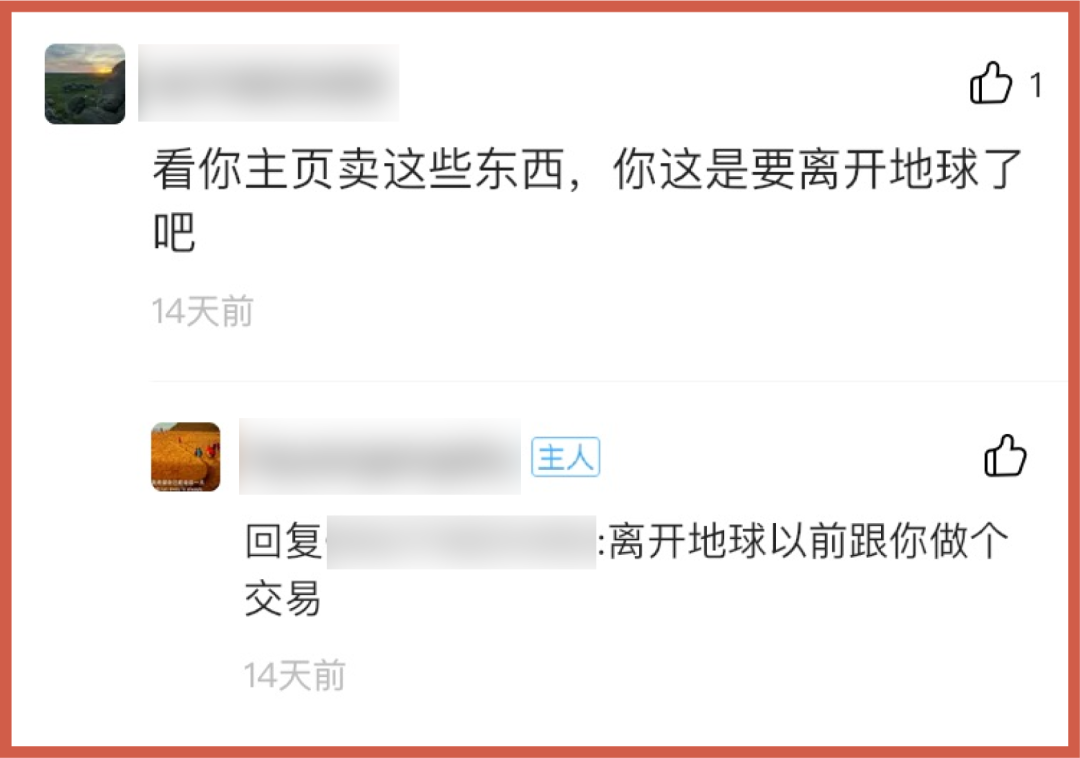 1
看你主页卖这些东西，你这是要离开地球了
吧
14天前
主人
回复 :离开地球以前跟你做个
交易
14天前